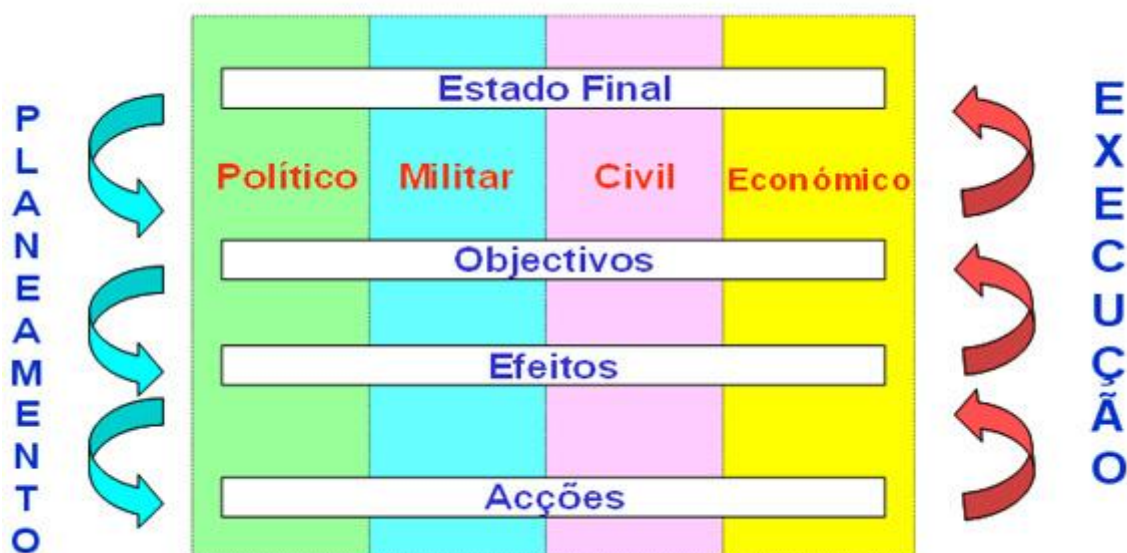 PLANEAMENTO
Estado Final
Político Militar Civil Económico
Objectivos
Efeitos
Acções
EXECUÇÃO